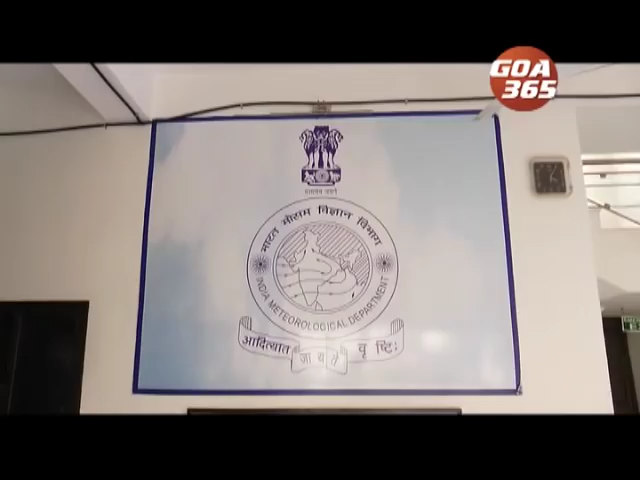 GOA
365
सत्यमेव जयते
भारत मौसम विज्ञान विभाग
INDIA METEOROLOGICAL DEPARTMENT
आदित्यात जायते वृष्टि: